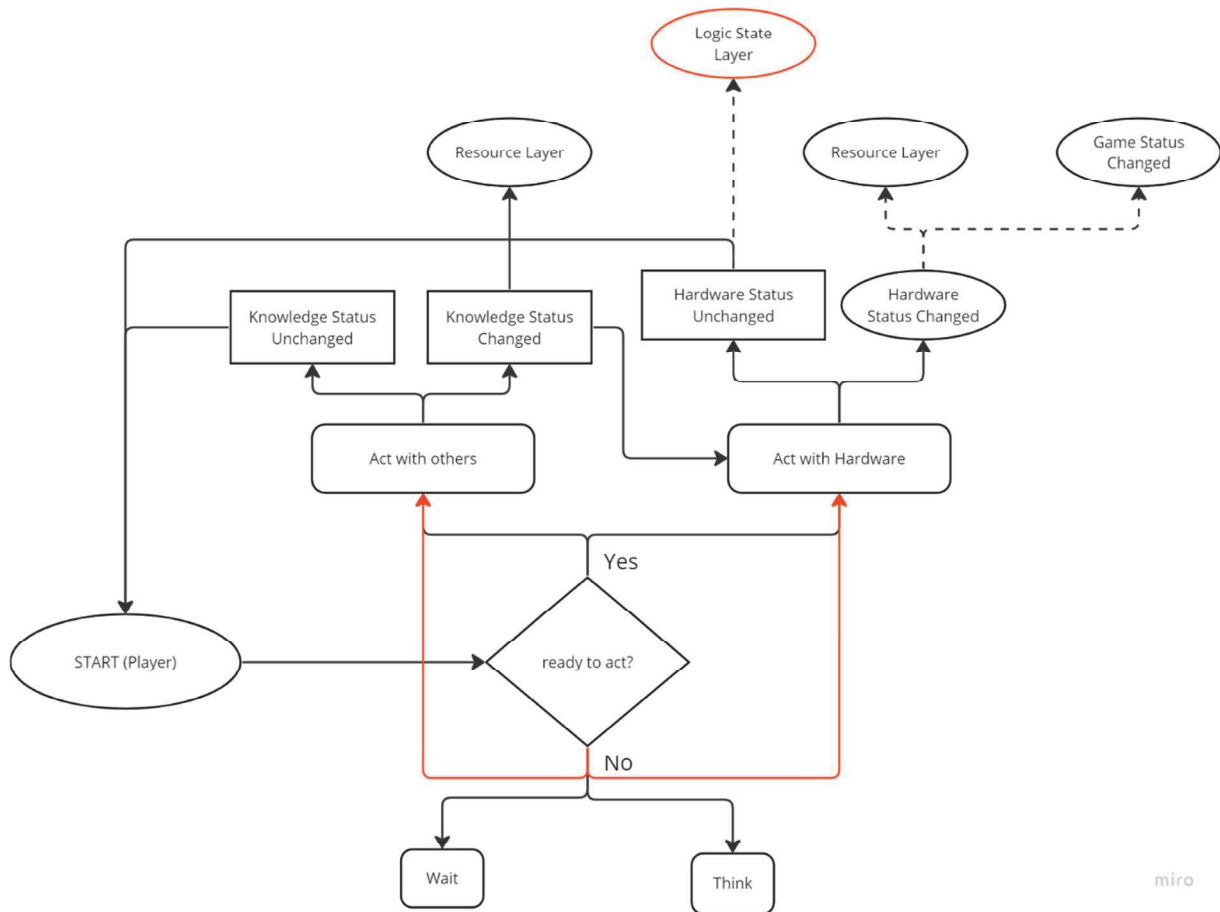 Logic State
Layer
Resource Layer
Resource Layer
Game Status
Changed
Knowledge Status
Unchanged
Knowledge Status
Changed
Hardware Status
Unchanged
Hardware
Status Changed
Act with others
Act with Hardware
Yes
START (Player)
ready to act?
No
Wait
Think
miro